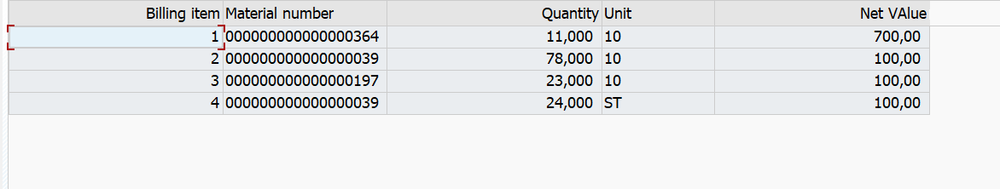 Billing item Material number Quantity Unit Net VAlue
1 000000000000000364 11,000 10 700,00
2 000000000000000039 78,000 10 100,00
3 000000000000000197 23,000 10 100,00
4 000000000000000039 24,000 ST 100,00